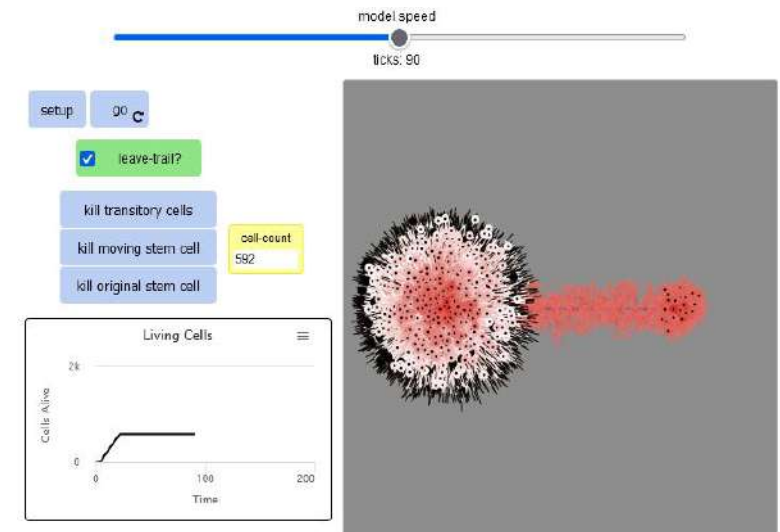 model speed
ticks: 90
setup
go
leave-trail?
kill transitory cells
kill moving stem cell
kill original stem cell
cell-count
592
Living Cells
Cells Alive
2k
0
0
100
200
Time